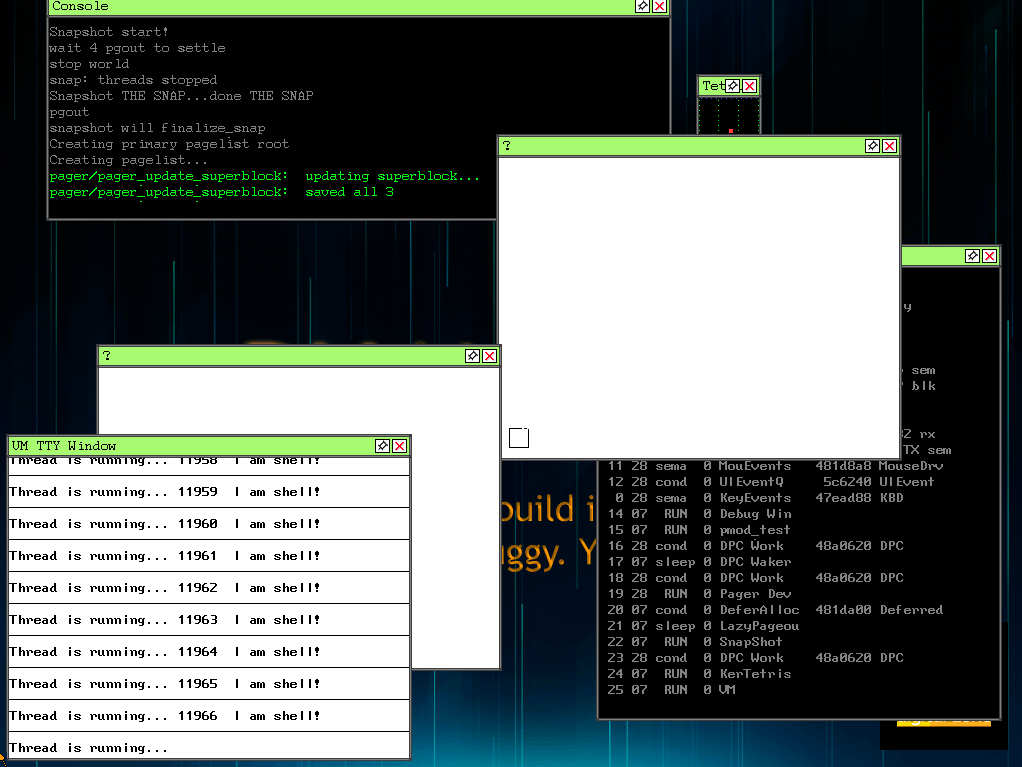 Console
Snapshot start!
wait 4 pgout to settle
stop world
snap: threads stopped
Snapshot THE SNAP...done THE SNAP
pgout
snapshot will finalize_snap
Creating primary pagelist root
Creating pagelist...
pager/pager_update_superblock:  updating superblock...
pager/pager_update_superblock:  saved all 3
Tet
?
y
sem
blk
rx
TX sem
11 28 sema  0 MouEvents  481d8a8 MouseDrv
12 28 cond  0 UIEventQ  5c6240 UIEvent
0 28 sema  0 KeyEvents  47ead88 KBD
14 07  RUN  0 Debug Win
15 07  RUN  0 pmod_test
16 28 cond  0 DPC Work  48a0620 DPC
17 07 sleep 0 DPC Waker
18 28 cond  0 DPC Work  48a0620 DPC
19 28  RUN  0 Pager Dev
20 07 cond  0 DeferAlloc  481da00 Deferred
21 07 sleep 0 LazyPageou
22 07  RUN  0 SnapShot
23 28 cond  0 DPC Work  48a0620 DPC
24 07  RUN  0 KerTetris
25 07  RUN  0 VM
?
UM TTY Window
Thread is running... 11958  I am shell!
Thread is running... 11959  I am shell!
Thread is running... 11960  I am shell!
Thread is running... 11961  I am shell!
Thread is running... 11962  I am shell!
Thread is running... 11963  I am shell!
Thread is running... 11964  I am shell!
Thread is running... 11965  I am shell!
Thread is running... 11966  I am shell!
Thread is running...
build i
ggy. Y